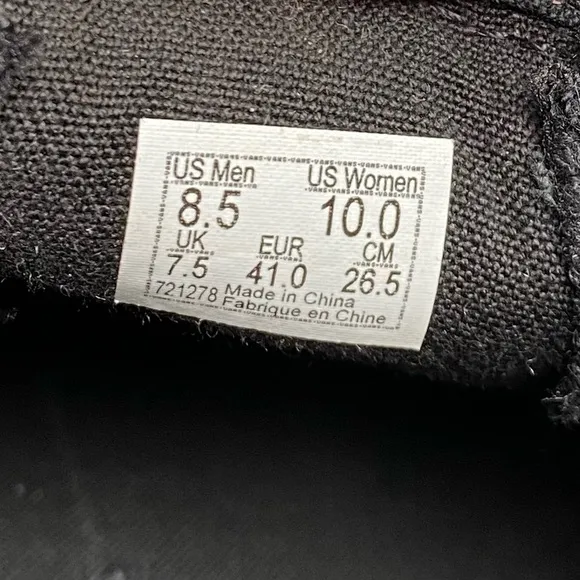 US Men US Women
8.5 10.0
UK EUR CM
7.5 41.0 26.5
721278 Made in China
Fabrique en Chine